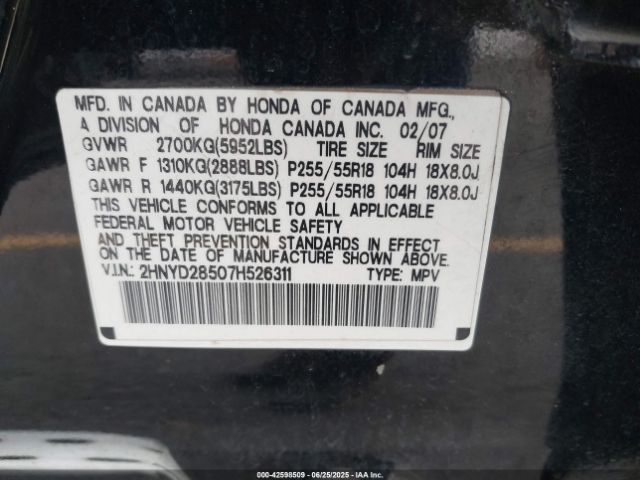 MFD. IN CANADA BY HONDA OF CANADA MFG.,
A DIVISION OF HONDA CANADA INC. 02/07
GVWR 2700KG(5952LBS) TIRE SIZE RIM SIZE
GAWR F 1310KG(2888LBS) P255/55R18 104H 18X8.0J
GAWR R 1440KG(3175LBS) P255/55R18 104H 18X8.0J
THIS VEHICLE CONFORMS TO ALL APPLICABLE
FEDERAL MOTOR VEHICLE SAFETY
AND THEFT PREVENTION STANDARDS IN EFFECT
ON THE DATE OF MANUFACTURE SHOWN ABOVE.
V.I.N.: 2HNYD28507H526311 TYPE: MPV
000-42598509 - 06/25/2025 - IAAI.COM